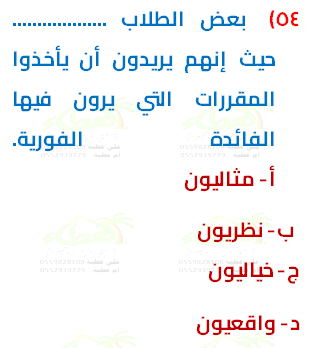 ٥٤) بعض الطلاب ..................
حيث إنهم يريدون أن يأخذوا
المقررات التي يرون فيها
الفائدة الفورية.
أ- مثاليون
ب- نظريون
ج- خياليون
د- واقعيون